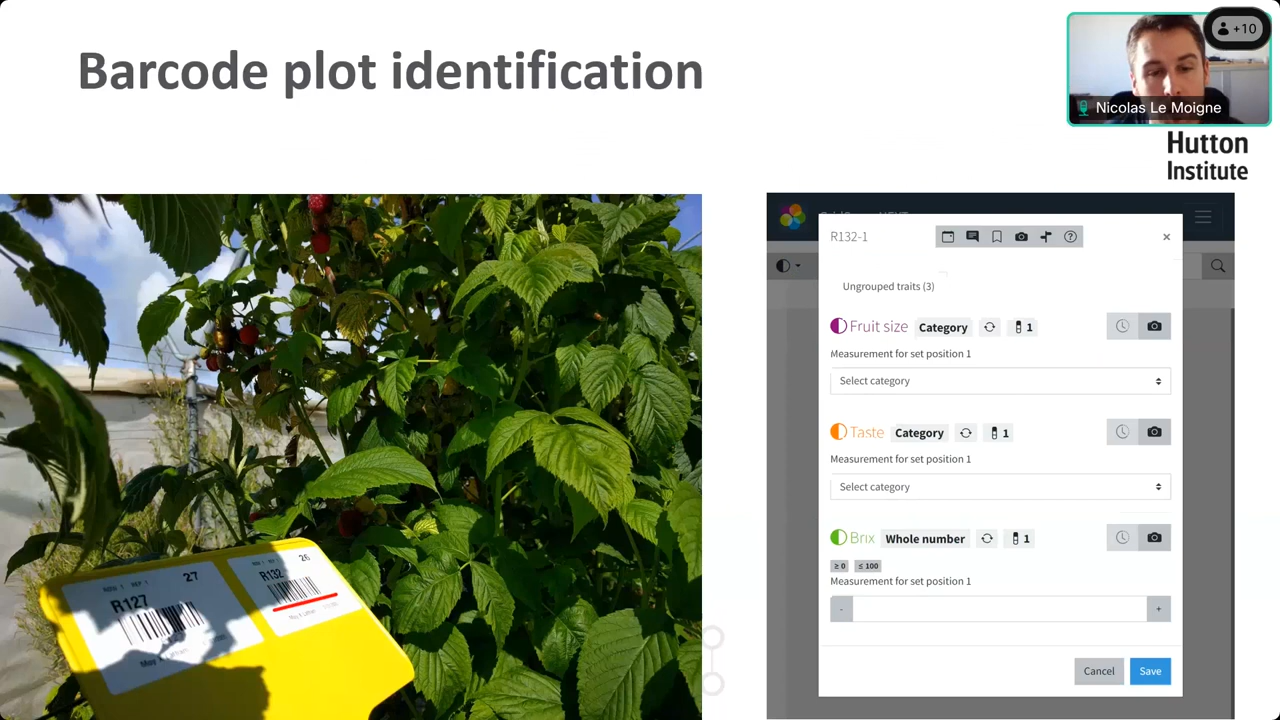 Barcode plot identification
+10
Nicolas Le Moigne
Hutton
Institute
R132-1
Ungrouped traits (3)
Fruit size Category 1
Measurement for set position 1
Select category
Taste Category 1
Measurement for set position 1
Select category
Brix Whole number 1
≥ 0 ≤ 100
Measurement for set position 1
- +
Cancel Save
27
R127
26
R132